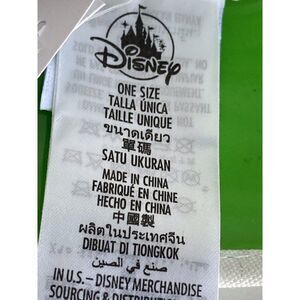 Disney
ONE SIZE
TALLA ÚNICA
TAILLE UNIQUE
ขนาดเดียว
單碼
SATU UKURAN
MADE IN CHINA
FABRIQUÉ EN CHINE
HECHO EN CHINA
中國製
ผลิตในประเทศจีน
DIBUAT DI TIONGKOK
صنع في الصين
IN U.S.– DISNEY MERCHANDISE
SOURCING &